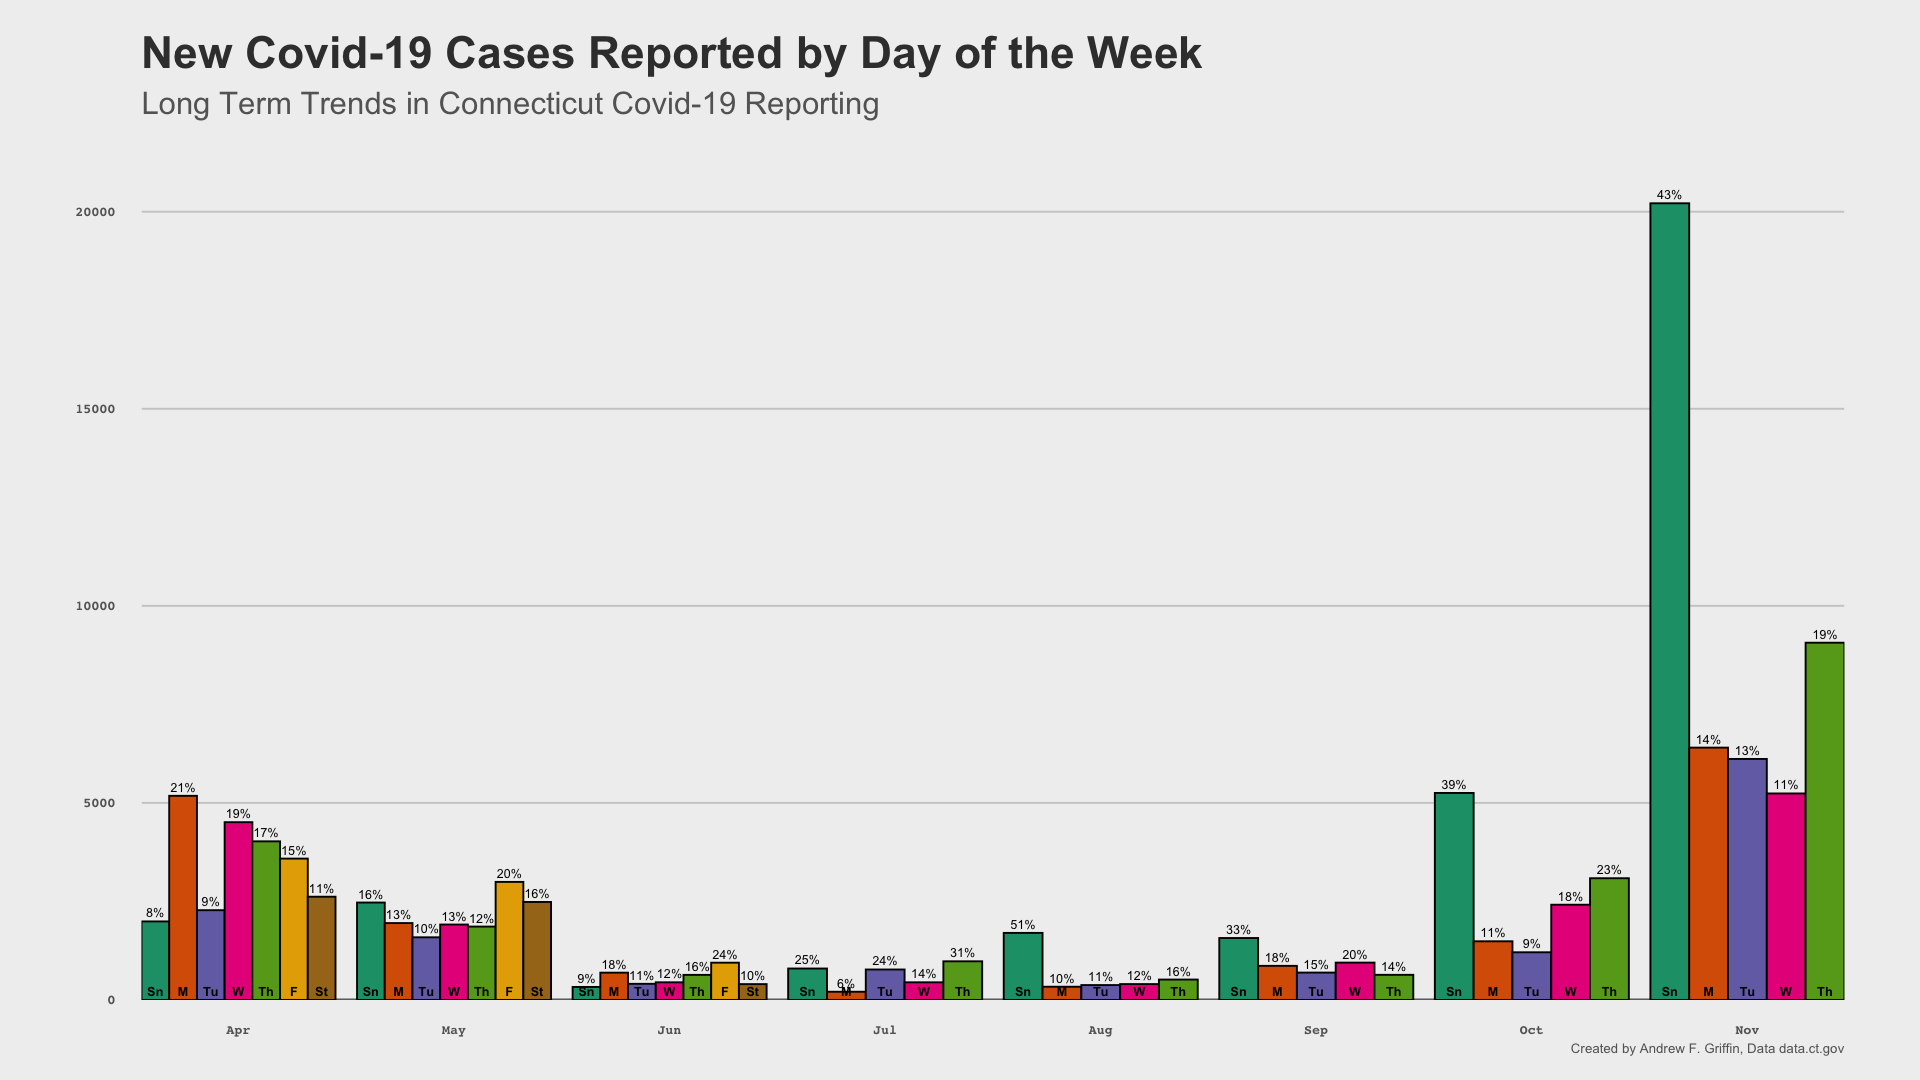 New Covid-19 Cases Reported by Day of the Week
Long Term Trends in Connecticut Covid-19 Reporting
20000
15000
10000
5000
0
8% 21% 9% 19% 17% 15% 11%
Sn M Tu W Th F St
16% 13% 10% 13% 12% 20% 16%
Sn M Tu W Th F St
9% 18% 11% 12% 16% 24% 10%
Sn M Tu W Th F St
25% 6% 24% 14% 31%
Sn M Tu W Th
51% 10% 11% 12% 16%
Sn M Tu W Th
33% 18% 15% 20% 14%
Sn M Tu W Th
39% 11% 9% 18% 23%
Sn M Tu W Th
43% 14% 13% 11% 19%
Sn M Tu W Th
Apr May Jun Jul Aug Sep Oct Nov
Created by Andrew F. Griffin, Data data.ct.gov